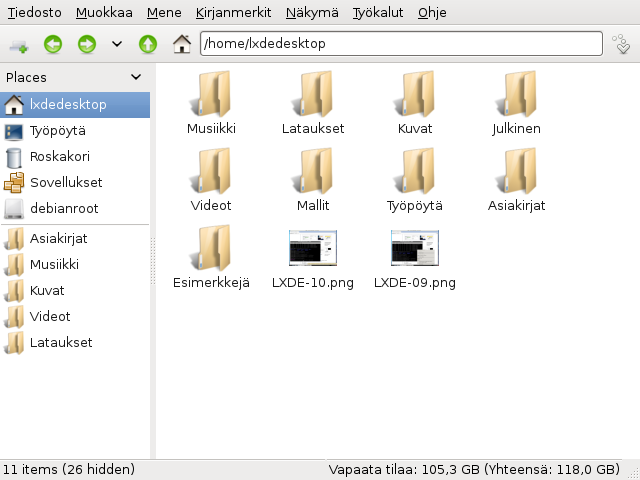 Tiedosto Muokkaa Mene Kirjanmerkit Näkymä Työkalut Ohje
/home/lxdedesktop
Places
lxdedesktop
Työpöytä
Roskakori
Sovellukset
debianroot
Asiakirjat
Musiikki
Kuvat
Videot
Lataukset
Musiikki Lataukset Kuvat Julkinen
Videot Mallit Työpöytä Asiakirjat
Esimerkkejä LXDE-10.png LXDE-09.png
11 items (26 hidden) Vapaata tilaa: 105,3 GB (Yhteensä: 118,0 GB)